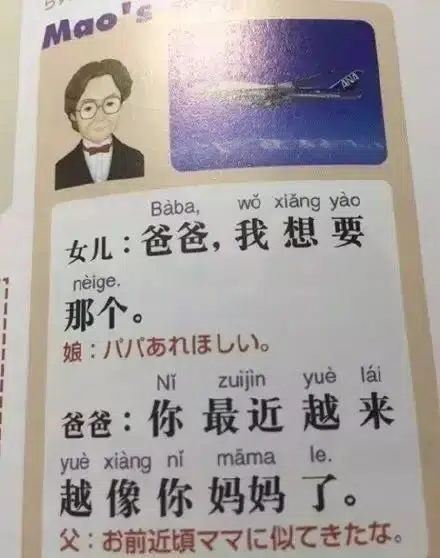 Mao's
ANA
Bàba, wǒ xiǎng yào
女儿：爸爸，我想要
nèige.
那个。
娘：パパあれほしい。
Nǐ zuìjìn yuè lái
爸爸：你最近越来
yuè xiàng nǐ māma le.
越像你妈妈了。
父：お前近頃ママに似てきたな。